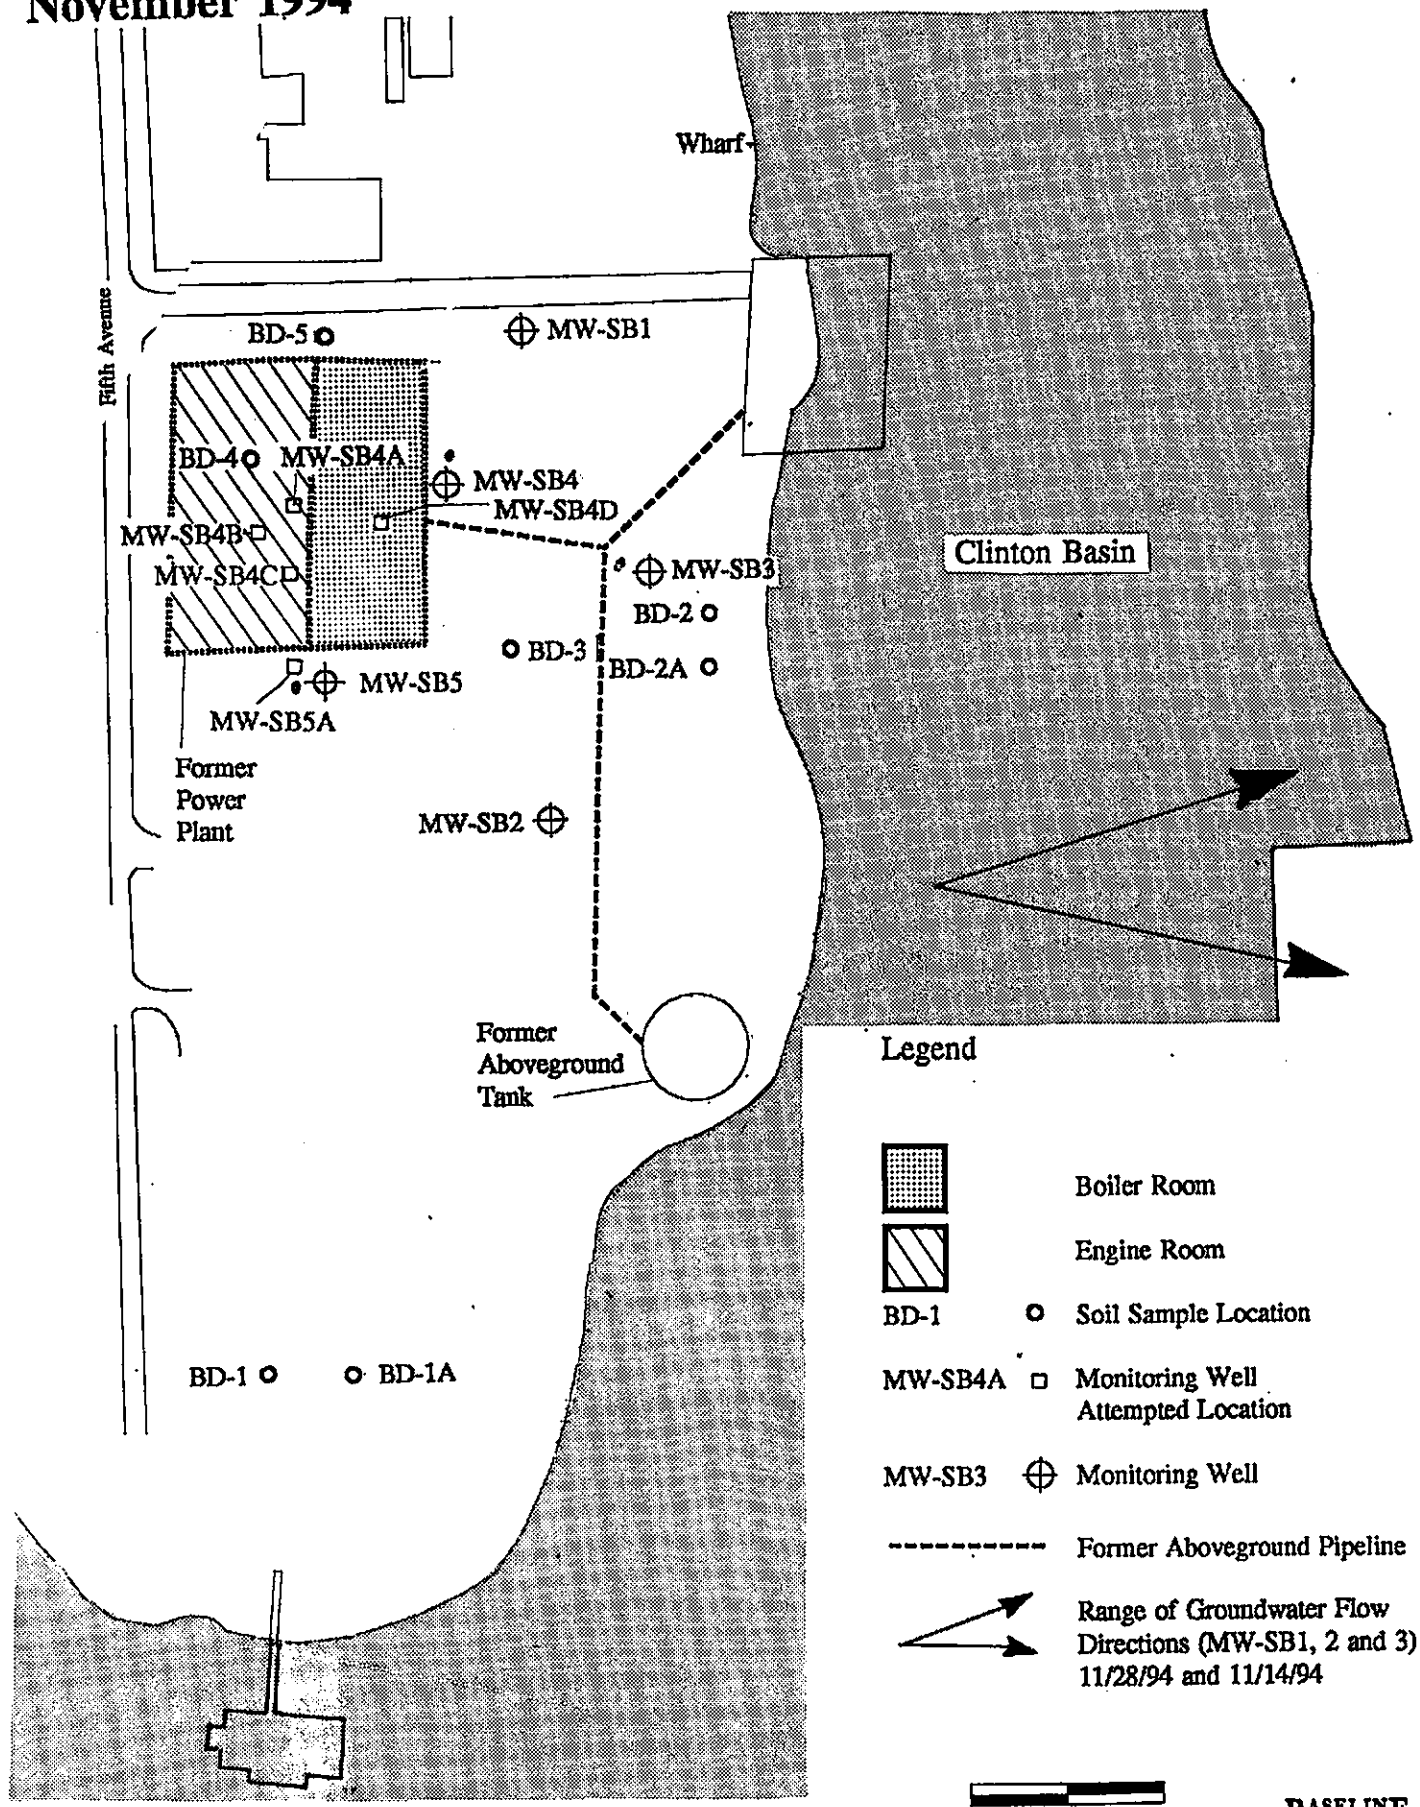 November 1994
Wharf
Fifth Avenue
BD-5
MW-SB1
BD-4
MW-SB4A
MW-SB4
MW-SB4D
MW-SB4B
Clinton Basin
MW-SB3
MW-SB4C
BD-2
BD-3
BD-2A
MW-SB5
MW-SB5A
Former
Power
Plant
MW-SB2
Former
Aboveground
Tank
Legend
Boiler Room
Engine Room
BD-1 Soil Sample Location
MW-SB4A Monitoring Well
Attempted Location
MW-SB3 Monitoring Well
Former Aboveground Pipeline
Range of Groundwater Flow
Directions (MW-SB1, 2 and 3)
11/28/94 and 11/14/94
BD-1
BD-1A
BASELINE